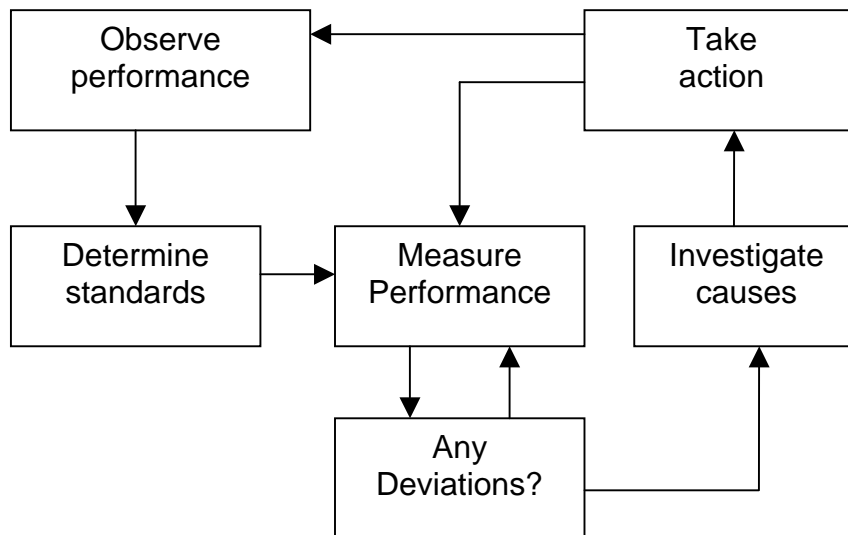 Observe
performance
Take
action
Determine
standards
Measure
Performance
Investigate
causes
Any
Deviations?